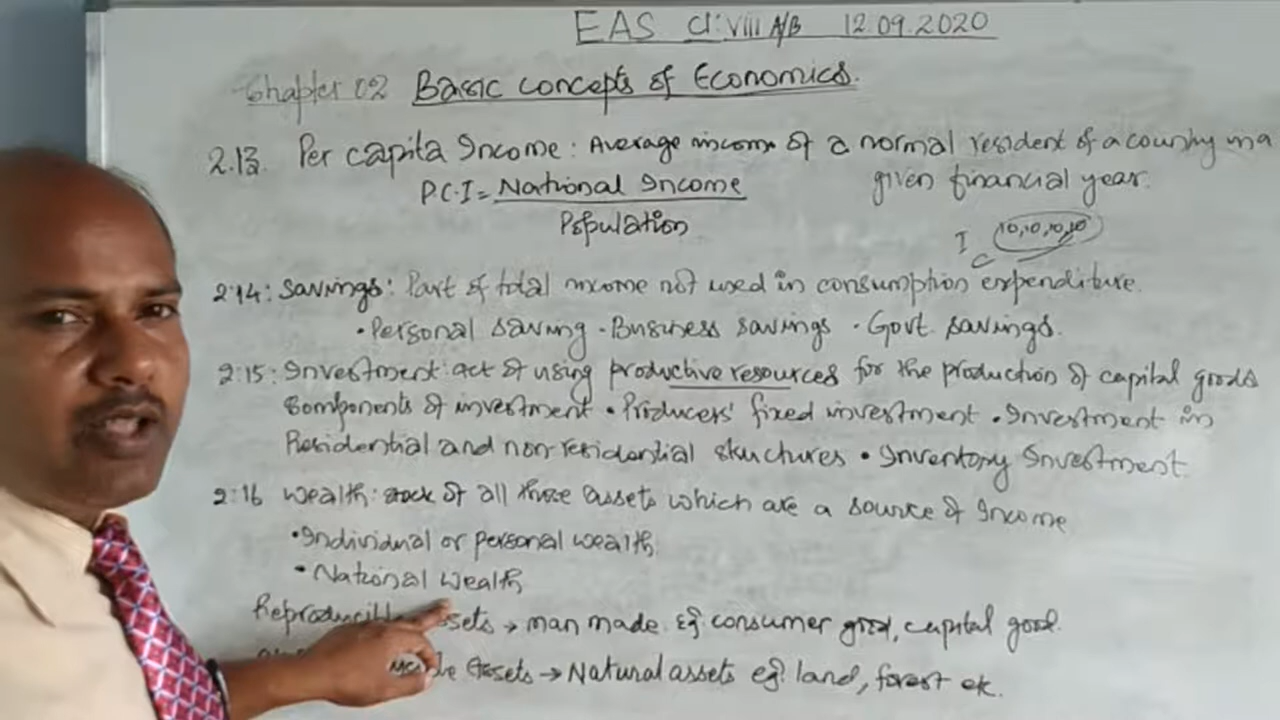 EAS Cl: VIII A/B 12.09.2020
Chapter 02 Basic concepts of Economics.
2.13. Per capita Income: Average income of a normal resident of a country in a
P.C.I = National Income
given financial year.
Population
I 10,10,10,10
2.14: Savings: Part of total income not used in consumption expenditure.
• Personal saving • Business savings • Govt. savings.
2.15: Investment: act of using productive resources for the production of capital goods
Components of investment • Producers' fixed investment • Investment in
Residential and non-residential structures • Inventory Investment
2.16 Wealth: stock of all those assets which are a source of Income
• Individual or personal wealth
• National Wealth
→ man made eg: consumer good, capital good.
Assets → Natural assets eg: land, forest etc.